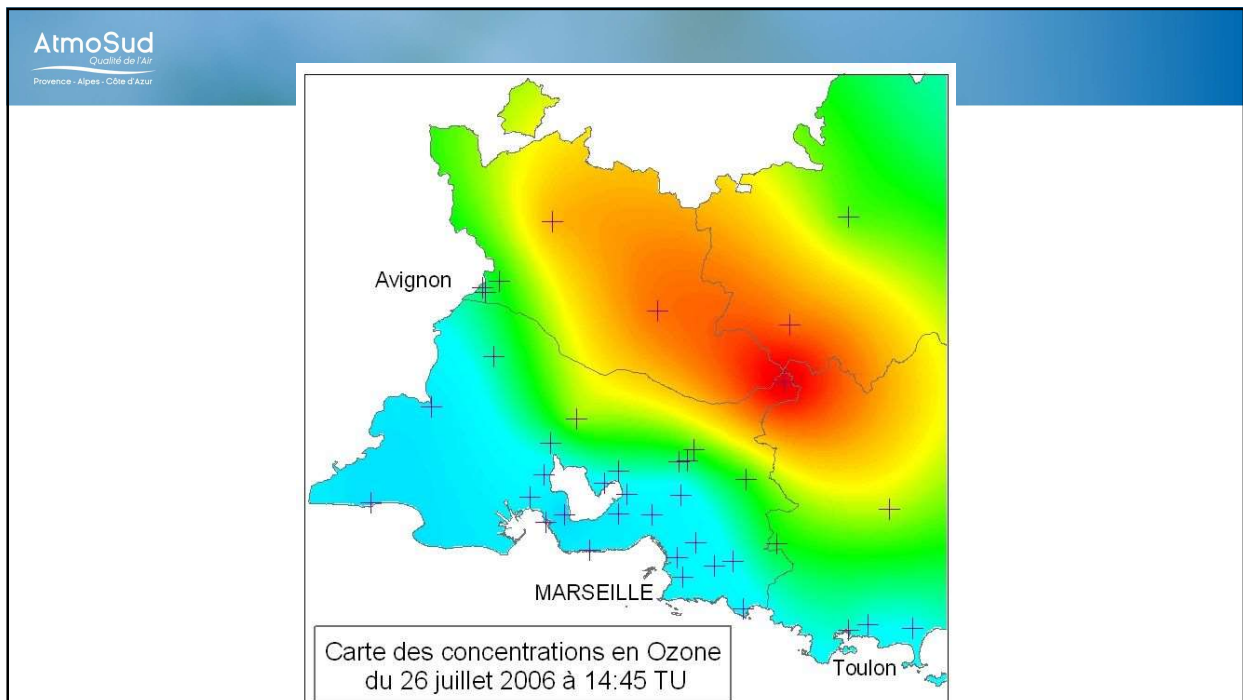 AtmoSud
Qualité de l'Air
Provence - Alpes - Côte d'Azur
Avignon
MARSEILLE
Toulon
Carte des concentrations en Ozone
du 26 juillet 2006 à 14:45 TU